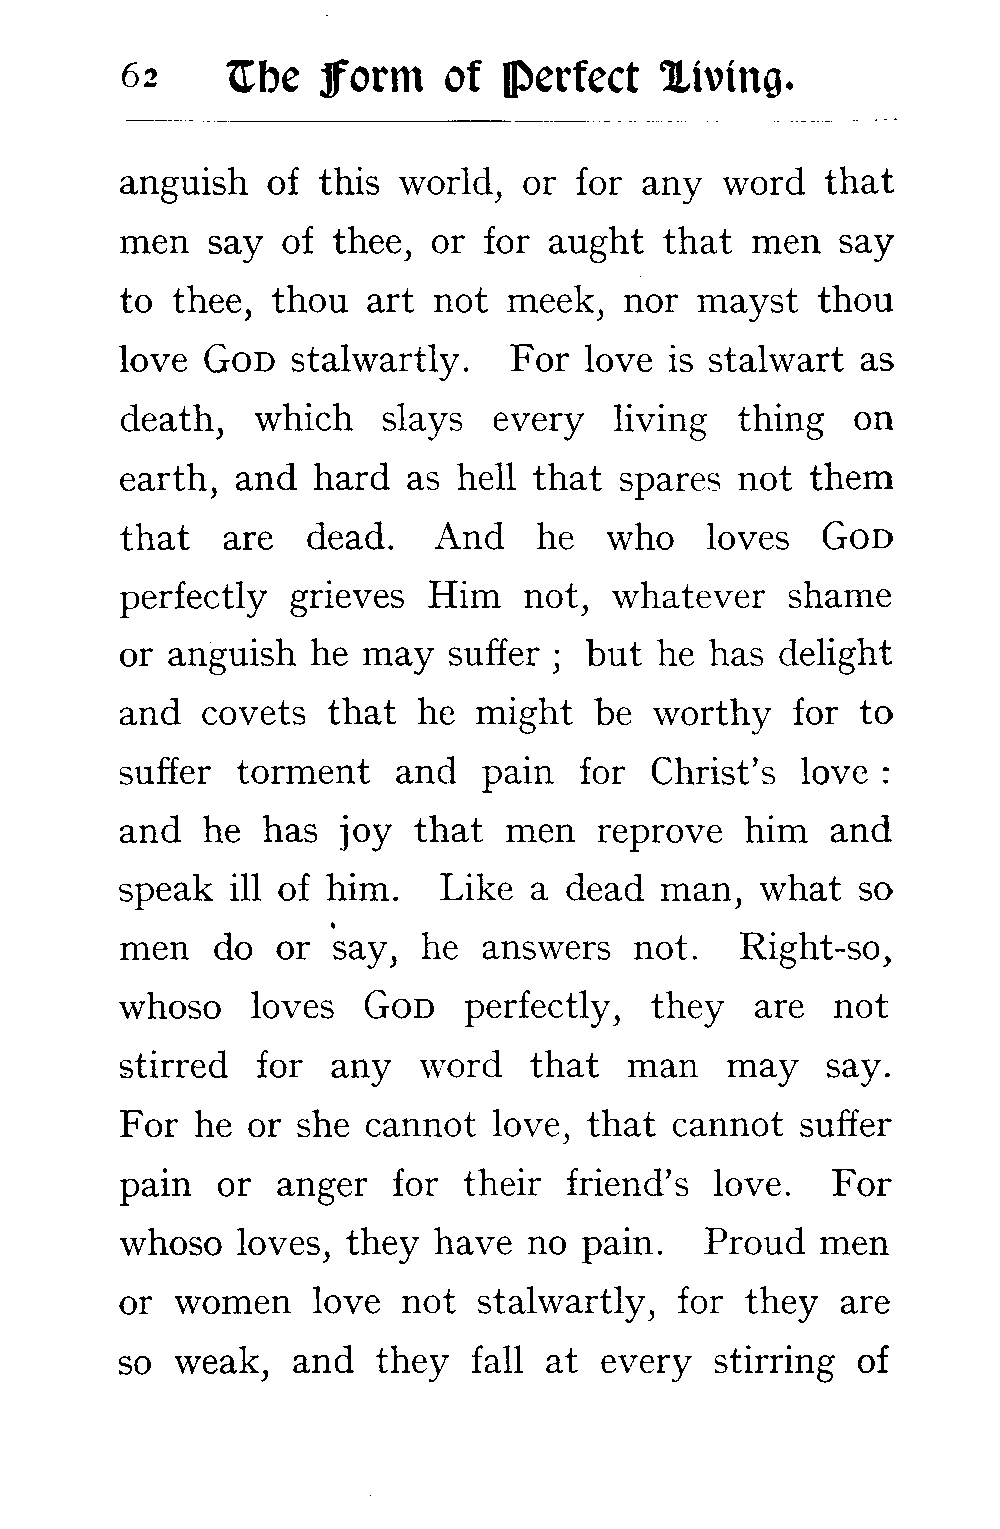 62 The Form of Perfect Living.
anguish of this world, or for any word that
men say of thee, or for aught that men say
to thee, thou art not meek, nor mayst thou
love GOD stalwartly. For love is stalwart as
death, which slays every living thing on
earth, and hard as hell that spares not them
that are dead. And he who loves GOD
perfectly grieves Him not, whatever shame
or anguish he may suffer ; but he has delight
and covets that he might be worthy for to
suffer torment and pain for Christ's love :
and he has joy that men reprove him and
speak ill of him. Like a dead man, what so
men do or say, he answers not. Right-so,
whoso loves GOD perfectly, they are not
stirred for any word that man may say.
For he or she cannot love, that cannot suffer
pain or anger for their friend's love. For
whoso loves, they have no pain. Proud men
or women love not stalwartly, for they are
so weak, and they fall at every stirring of